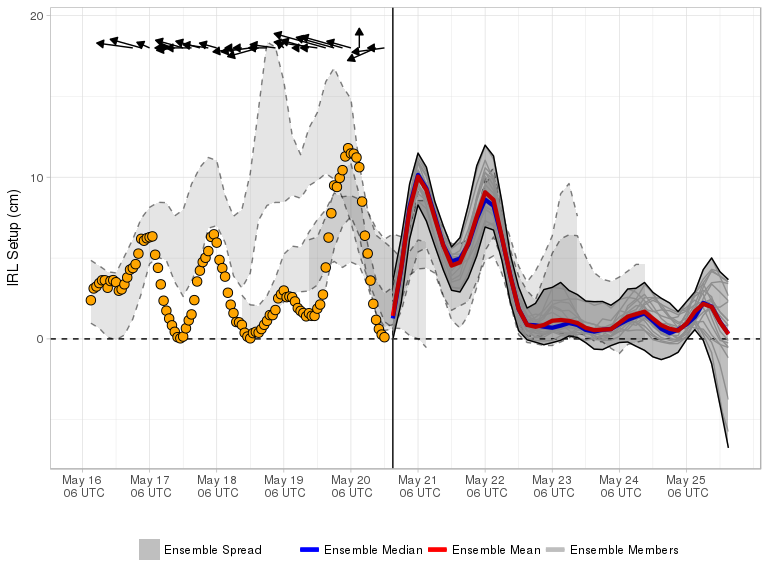 20
10
0
IRL Setup (cm)
May 16 May 17 May 18 May 19 May 20 May 21 May 22 May 23 May 24 May 25
06 UTC 06 UTC 06 UTC 06 UTC 06 UTC 06 UTC 06 UTC 06 UTC 06 UTC 06 UTC
Ensemble Spread Ensemble Median Ensemble Mean Ensemble Members